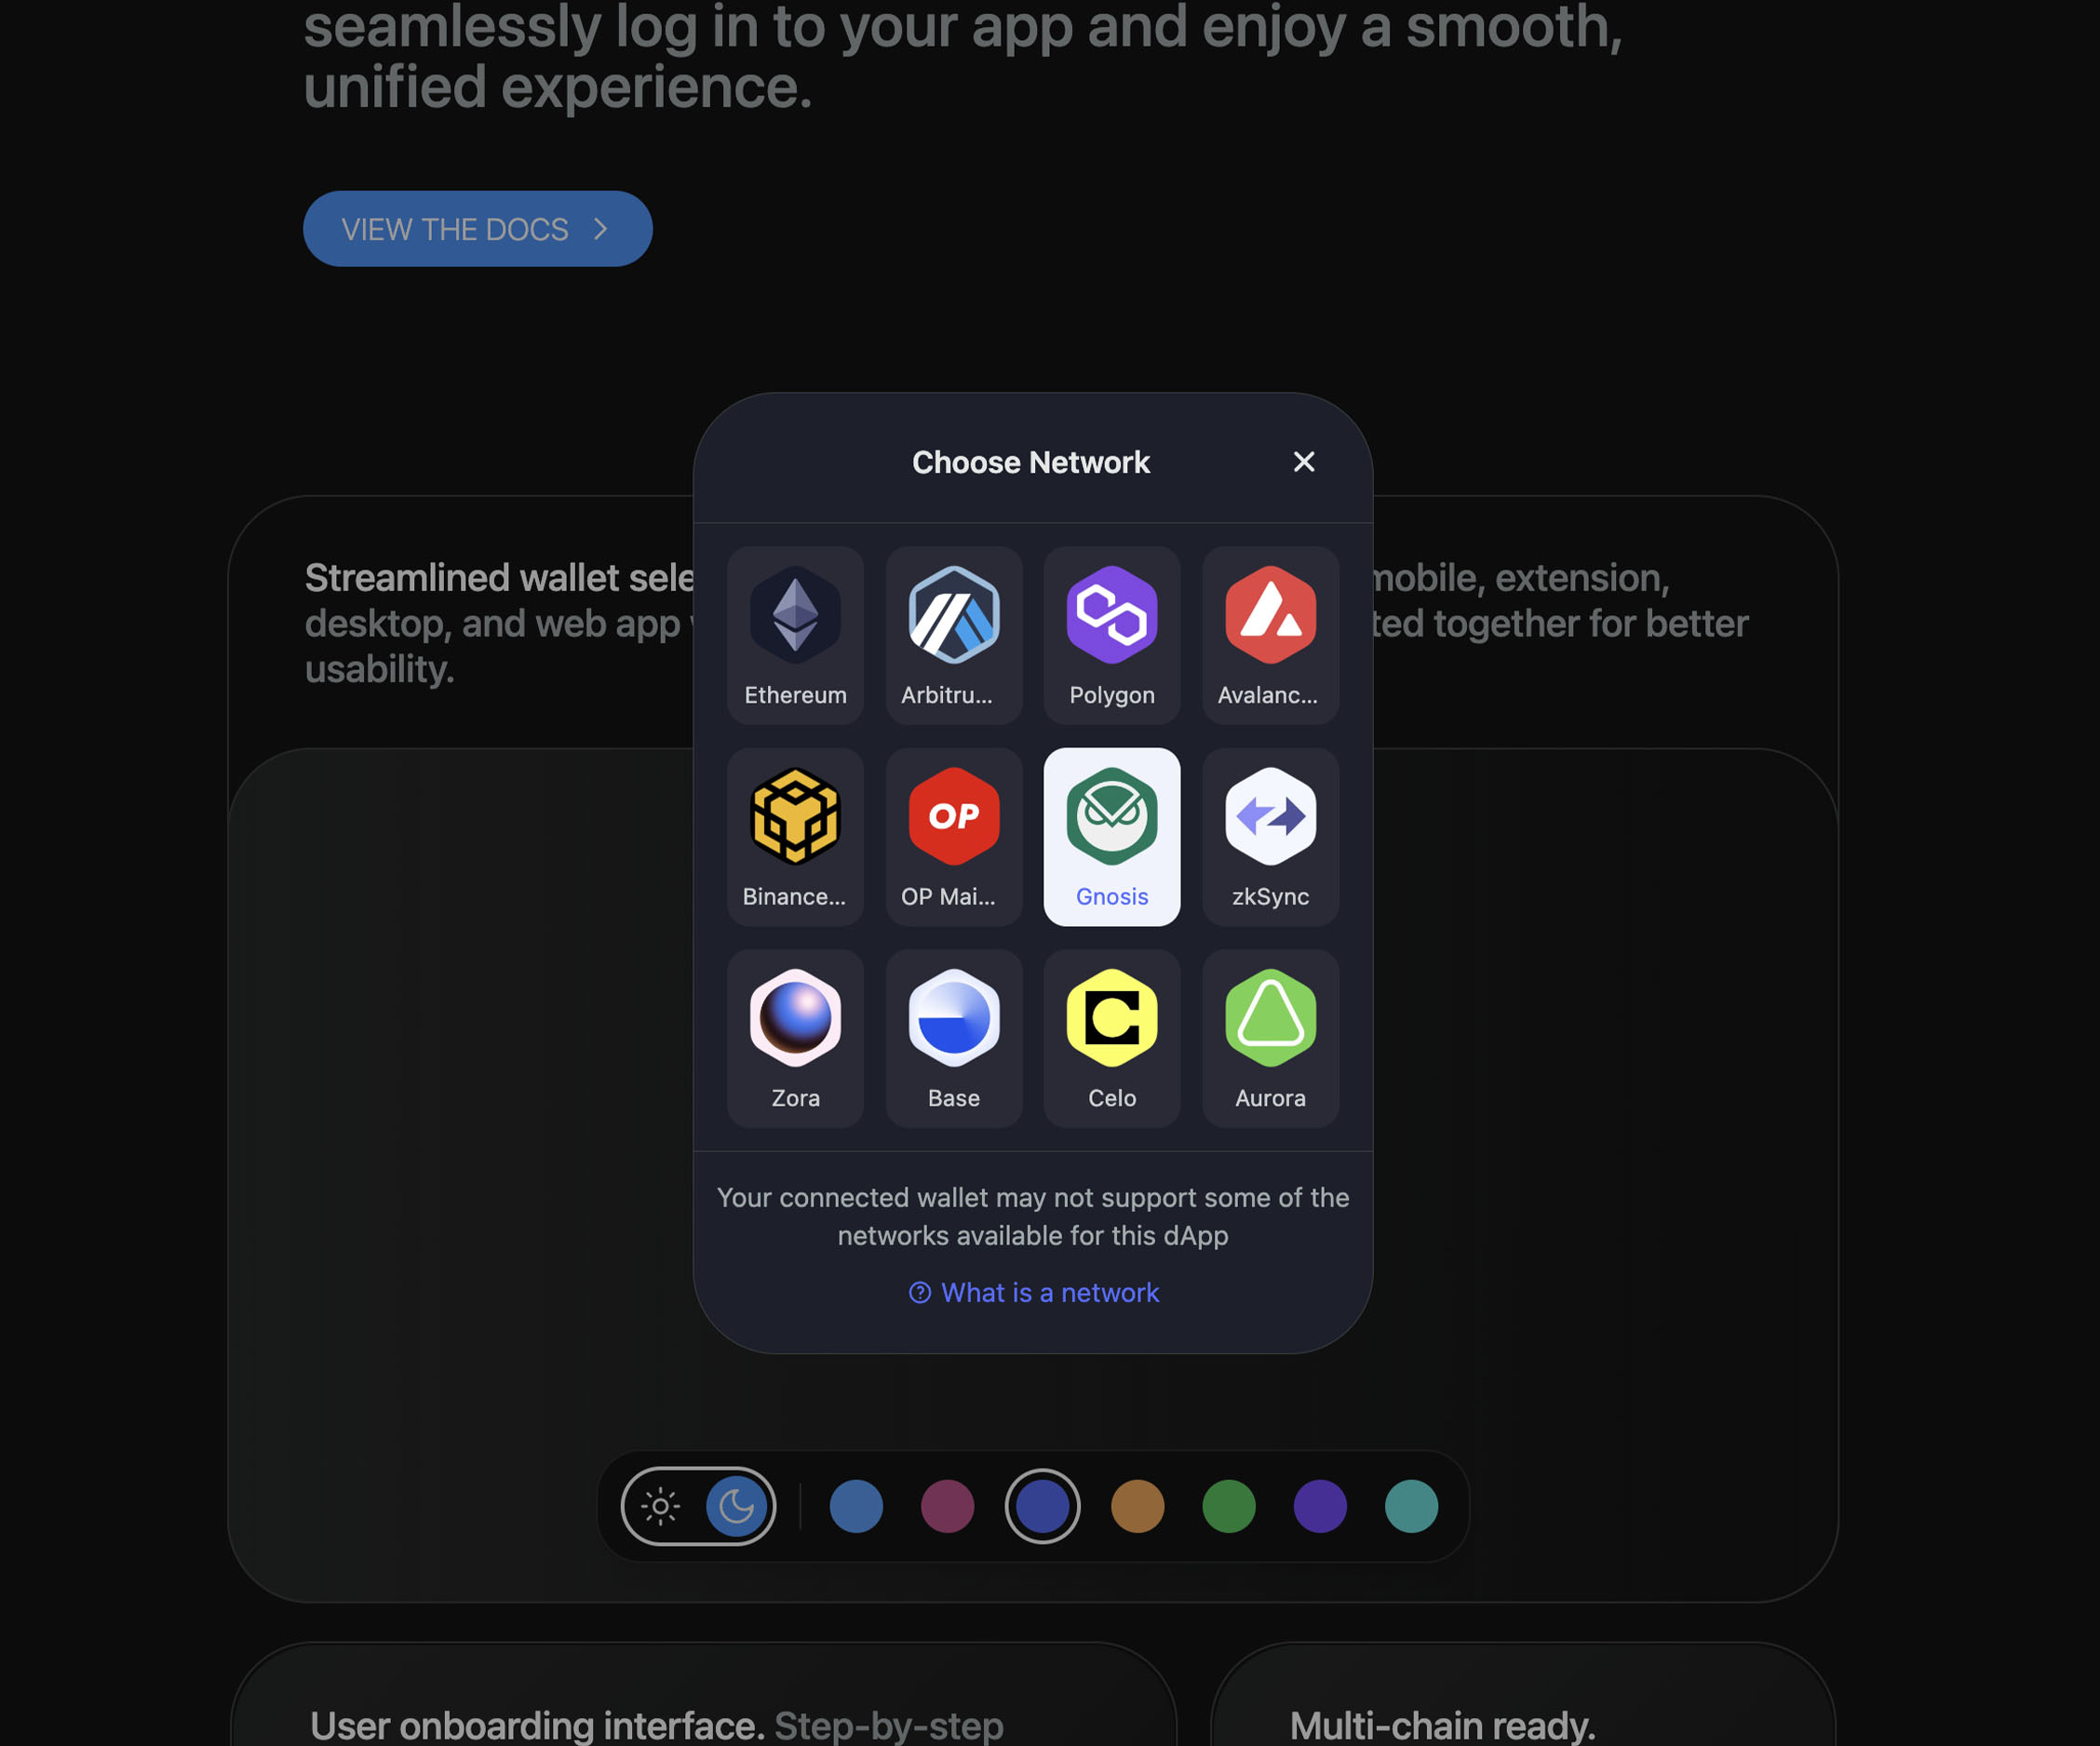 seamlessly log in to your app and enjoy a smooth,
unified experience.
VIEW THE DOCS
Choose Network
Streamlined wallet sele
mobile, extension,
desktop, and web app
ted together for better
usability.
Ethereum
Arbitru...
Polygon
Avalanc...
OP
Binance...
OP Mai...
Gnosis
zkSync
Zora
Base
Celo
Aurora
Your connected wallet may not support some of the
networks available for this dApp
What is a network
User onboarding interface. Step-by-step
Multi-chain ready.